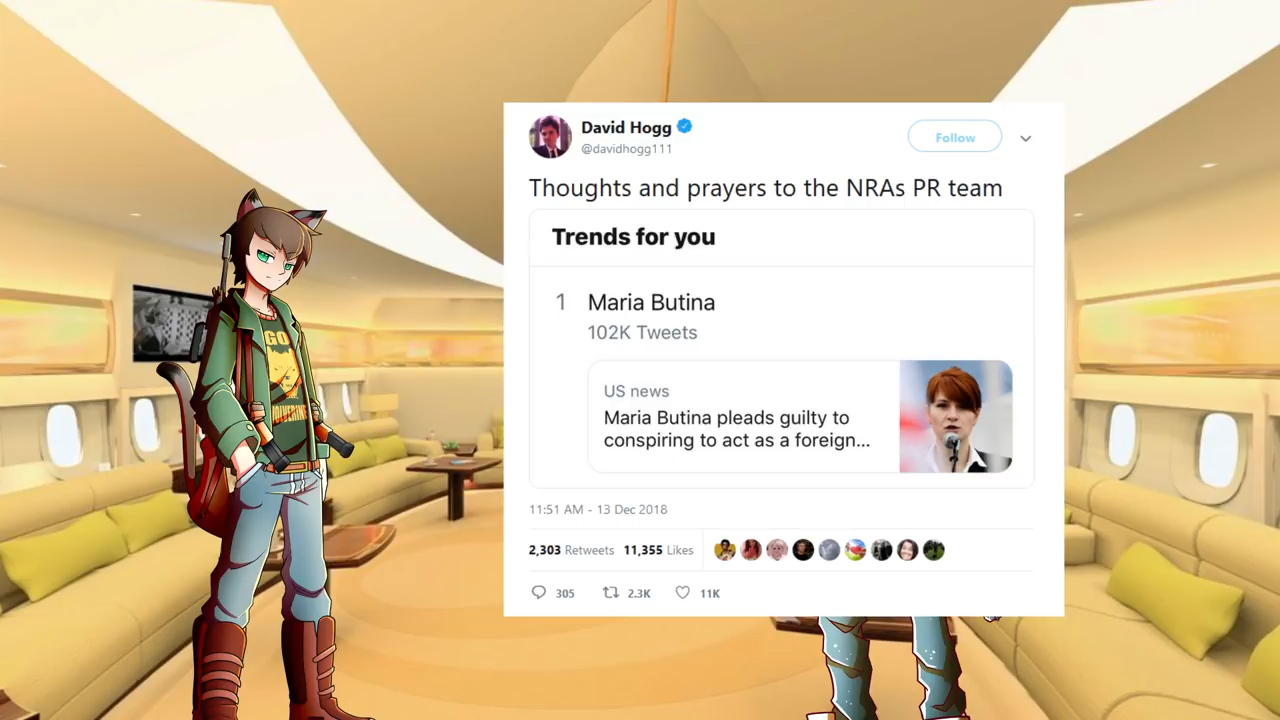 David Hogg
@davidhogg111
Follow
Thoughts and prayers to the NRAs PR team
Trends for you
1 Maria Butina
102K Tweets
US news
Maria Butina pleads guilty to
conspiring to act as a foreign...
11:51 AM - 13 Dec 2018
2,303 Retweets 11,355 Likes
305 2.3K 11K
GO
WOLVERINE